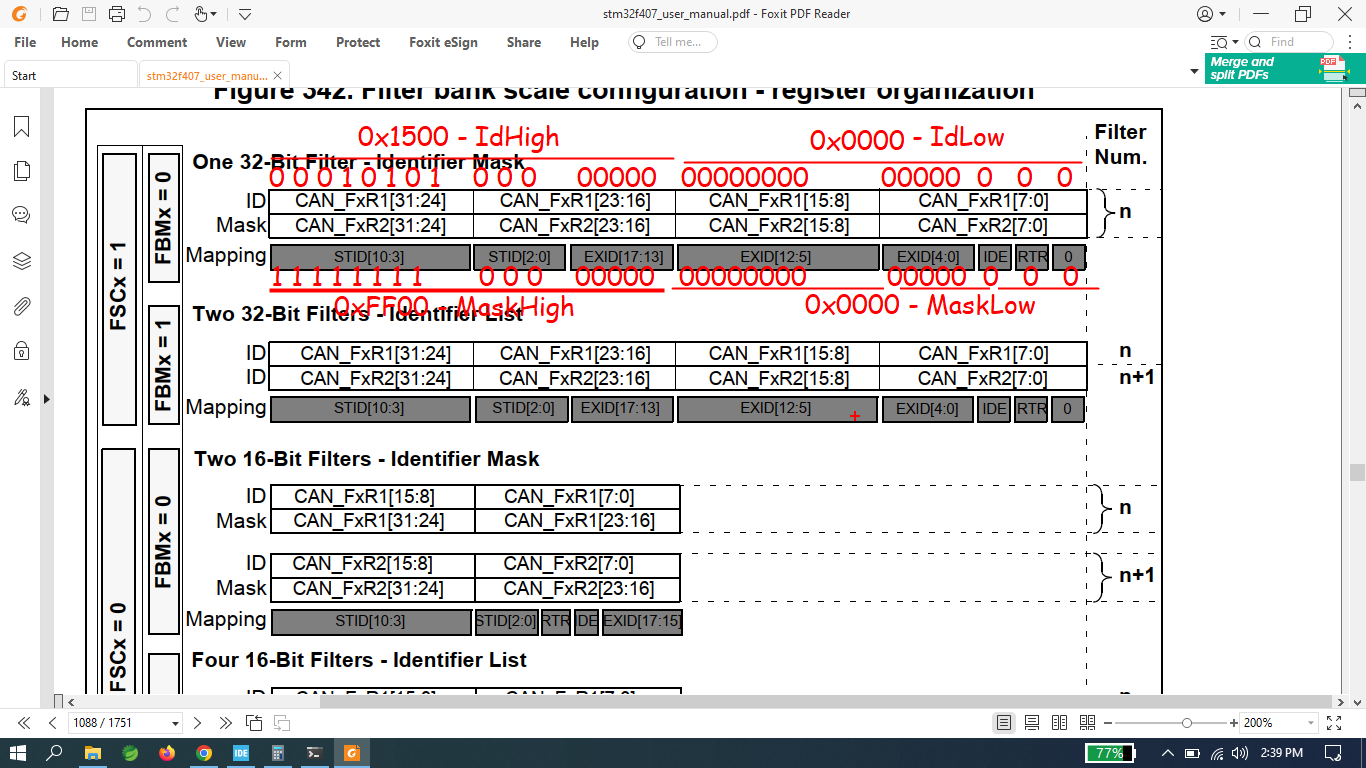 stm32f407_user_manual.pdf - Foxit PDF Reader
File Home Comment View Form Protect Foxit eSign Share Help Tell me... Find
Start stm32f407_user_manu... Merge and split PDFs PDF
Figure 342. Filter bank scale configuration - register organization
0x1500 - IdHigh 0x0000 - IdLow Filter Num.
One 32-Bit Filter - Identifier Mask
0 0 0 1 0 1 0 1 0 0 0 00000 00000000 00000 0 0 0
ID CAN_FxR1[31:24] CAN_FxR1[23:16] CAN_FxR1[15:8] CAN_FxR1[7:0]
n
Mask CAN_FxR2[31:24] CAN_FxR2[23:16] CAN_FxR2[15:8] CAN_FxR2[7:0]
Mapping STID[10:3] STID[2:0] EXID[17:13] EXID[12:5] EXID[4:0] IDE RTR 0
1 1 1 1 1 1 1 1 0 0 0 00000 00000000 00000 0 0 0
0xFF00 - MaskHigh 0x0000 - MaskLow
Two 32-Bit Filters - Identifier List
ID CAN_FxR1[31:24] CAN_FxR1[23:16] CAN_FxR1[15:8] CAN_FxR1[7:0] n
ID CAN_FxR2[31:24] CAN_FxR2[23:16] CAN_FxR2[15:8] CAN_FxR2[7:0] n+1
Mapping STID[10:3] STID[2:0] EXID[17:13] EXID[12:5] EXID[4:0] IDE RTR 0
FSCx = 1
FBMx = 0
FBMx = 1
Two 16-Bit Filters - Identifier Mask
ID CAN_FxR1[15:8] CAN_FxR1[7:0]
n
Mask CAN_FxR1[31:24] CAN_FxR1[23:16]
ID CAN_FxR2[15:8] CAN_FxR2[7:0]
n+1
Mask CAN_FxR2[31:24] CAN_FxR2[23:16]
Mapping STID[10:3] STID[2:0] RTR IDE EXID[17:15]
FSCx = 0
FBMx = 0
Four 16-Bit Filters - Identifier List
ID CAN_FxR1[15:8] CAN_FxR1[7:0] n
1088 / 1751 200%
IDE 77% 2:39 PM